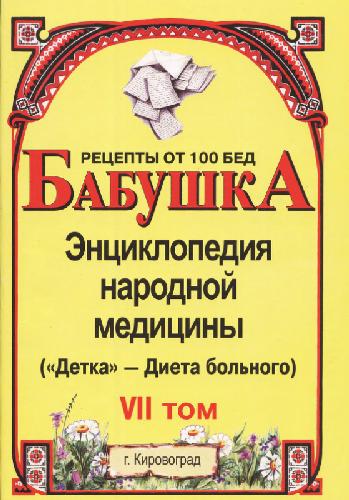 РЕЦЕПТЫ ОТ 100 БЕД
БАБУШКА
Энциклопедия
народной
медицины
(«Детка» — Диета больного)
VII том
г. Кировоград